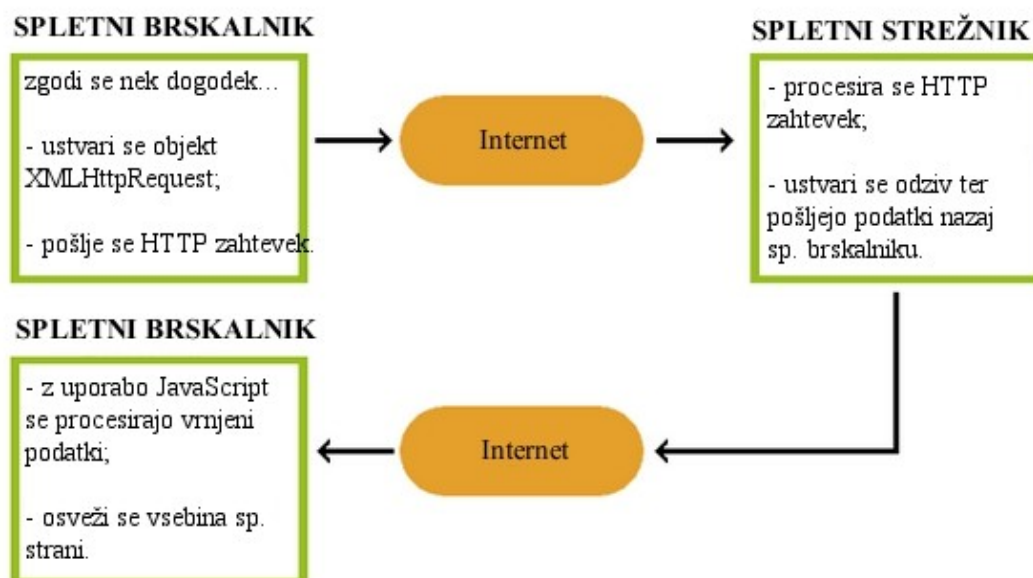 SPLETNI BRSKALNIK
zgodi se nek dogodek...
- ustvari se objekt
XMLHttpRequest;
- pošlje se HTTP zahtevek.
Internet
SPLETNI STREŽNIK
- procesira se HTTP
zahtevek;
- ustvari se odziv ter
pošljejo podatki nazaj
sp. brskalniku.
SPLETNI BRSKALNIK
- z uporabo JavaScript
se procesirajo vrnjeni
podatki;
- osveži se vsebina sp.
strani.
Internet